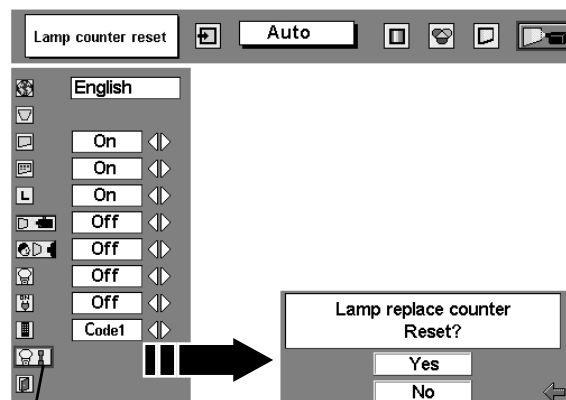 Lamp counter reset
Auto
English
On
On
L
On
Off
Off
Off
ON
Off
Code1
Lamp replace counter
Reset?
Yes
No